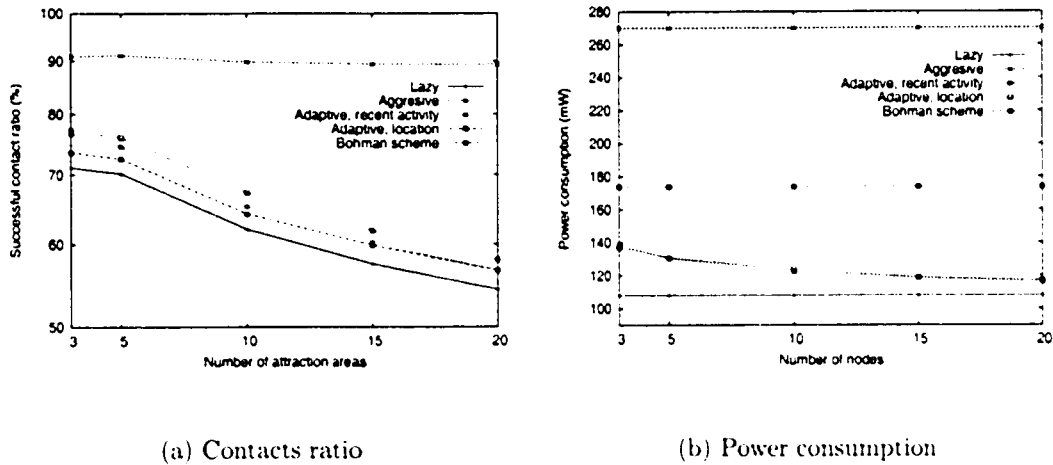 100
90
80
70
60
50
3
5
10
15
20
Successful contact ratio (%)
Number of attraction areas
Lazy
Aggresive
Adaptive, recent activity
Adaptive, location
Bohman scheme
280
260
240
220
200
180
160
140
120
100
3
5
10
15
20
Power consumption (mW)
Number of nodes
Lazy
Aggresive
Adaptive, recent activity
Adaptive, location
Bohman scheme
(a) Contacts ratio
(b) Power consumption